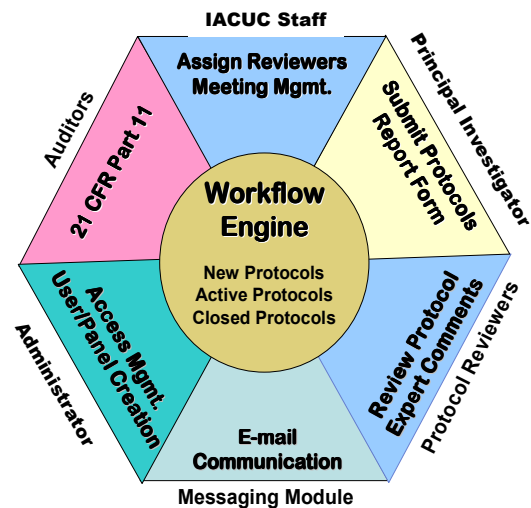 IACUC Staff
Assign Reviewers
Meeting Mgmt.
Principal Investigator
Submit Protocols
Report Form
Protocol Reviewers
Review Protocol
Expert Comments
Messaging Module
E-mail
Communication
Administrator
Access Mgmt.
User/Panel Creation
Auditors
21 CFR Part 11
Workflow
Engine
New Protocols
Active Protocols
Closed Protocols